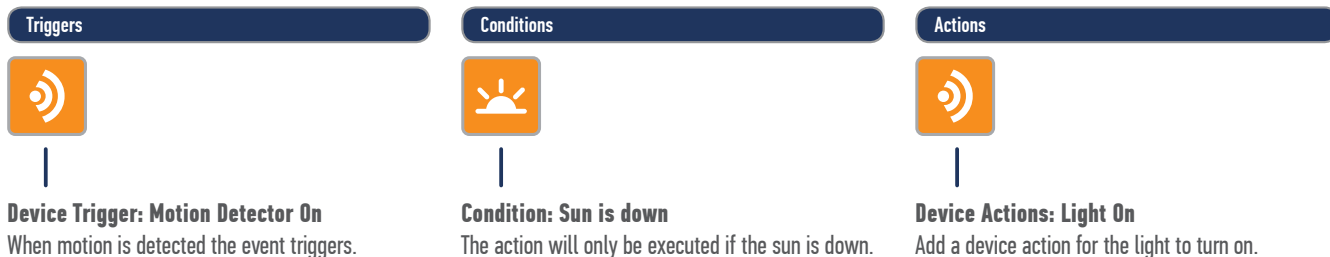 Triggers
Device Trigger: Motion Detector On
When motion is detected the event triggers.
Conditions
Condition: Sun is down
The action will only be executed if the sun is down.
Actions
Device Actions: Light On
Add a device action for the light to turn on.